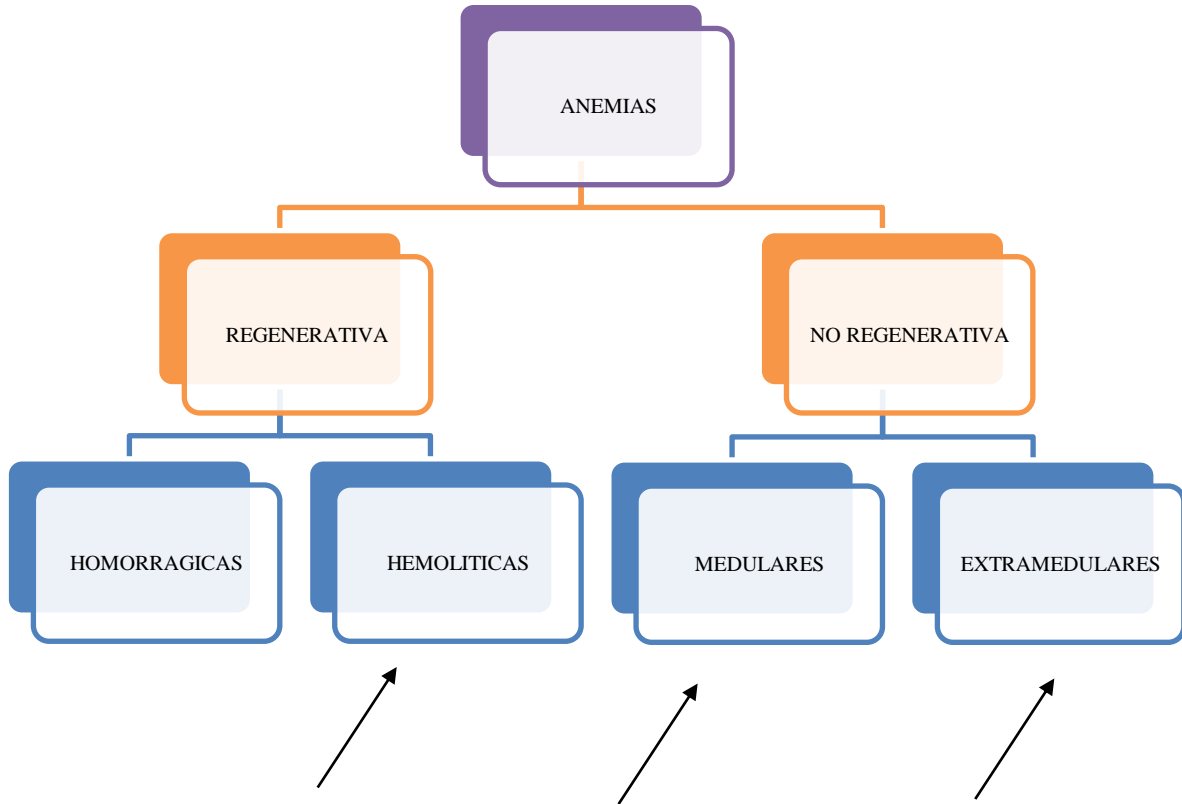 ANEMIAS
REGENERATIVA
NO REGENERATIVA
HOMORRAGICAS
HEMOLITICAS
MEDULARES
EXTRAMEDULARES